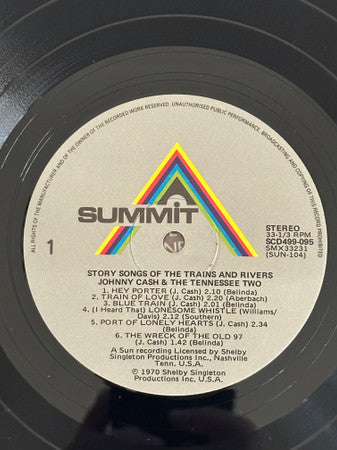 ALL RIGHTS OF THE MANUFACTURER AND OF THE OWNER OF THE RECORDED WORK RESERVED. UNAUTHORISED PUBLIC PERFORMANCE, BROADCASTING AND COPYING OF THIS RECORD PROHIBITED
SUMMIT
STEREO
33-1/3 RPM
SCD499-095
SMX33231
(SUN-104)
1
STORY SONGS OF THE TRAINS AND RIVERS
JOHNNY CASH & THE TENNESSEE TWO
1. HEY PORTER (J. Cash) 2.10 (Belinda)
2. TRAIN OF LOVE (J. Cash) 2.20 (Aberbach)
3. BLUE TRAIN (J. Cash) 2.01 (Belinda)
4. (I Heard That) LONESOME WHISTLE (Williams/
Davis) 2.12 (Southern)
5. PORT OF LONELY HEARTS (J. Cash) 2.34
(Belinda)
6. THE WRECK OF THE OLD 97
(J. Cash) 1.42 (Belinda)
A Sun recording Licensed by Shelby
Singleton Productions Inc., Nashville
Tenn. U.S.A.
℗ © 1970 Shelby Singleton
Productions Inc. U.S.A.